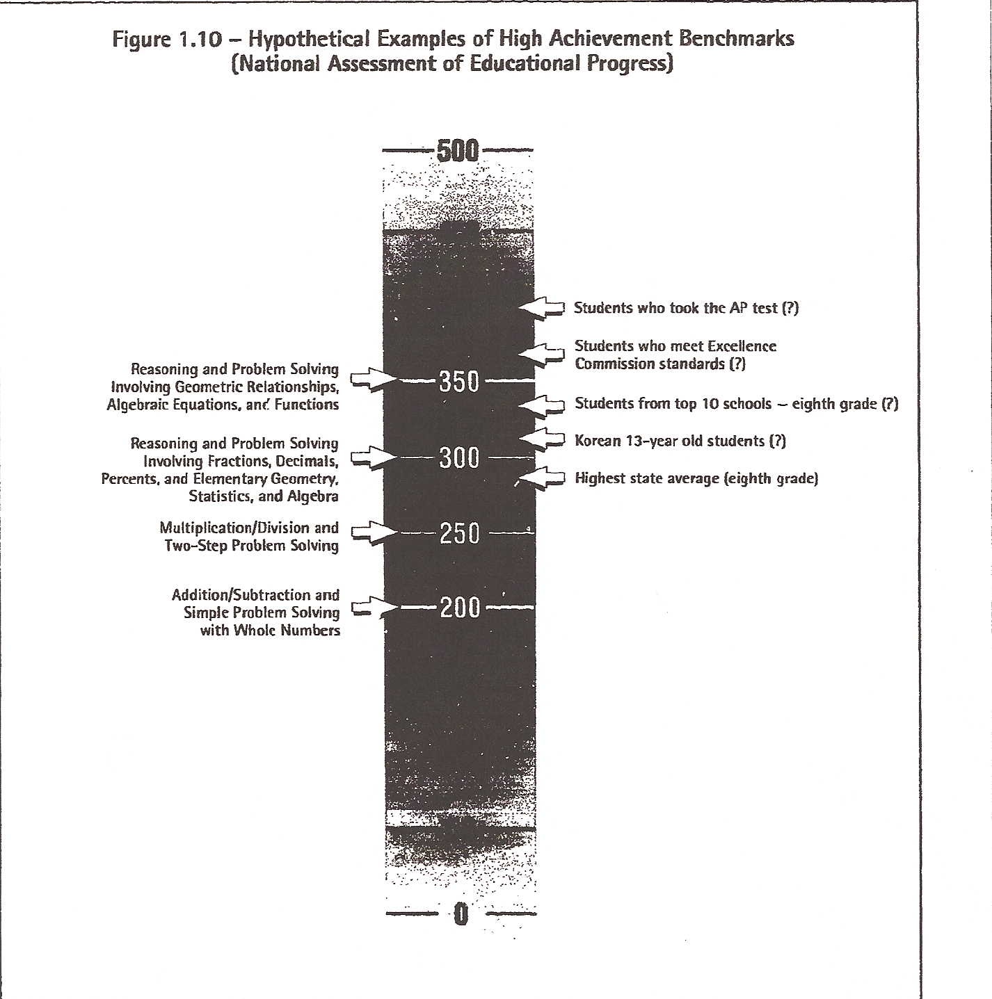 Figure 1.10 – Hypothetical Examples of High Achievement Benchmarks
(National Assessment of Educational Progress)
500
Students who took the AP test (?)
Students who meet Excellence
Commission standards (?)
Reasoning and Problem Solving
Involving Geometric Relationships,
Algebraic Equations, and Functions
350
Students from top 10 schools – eighth grade (?)
Korean 13-year old students (?)
Reasoning and Problem Solving
Involving Fractions, Decimals,
Percents, and Elementary Geometry,
Statistics, and Algebra
300
Highest state average (eighth grade)
Multiplication/Division and
Two-Step Problem Solving
250
Addition/Subtraction and
Simple Problem Solving
with Whole Numbers
200
0